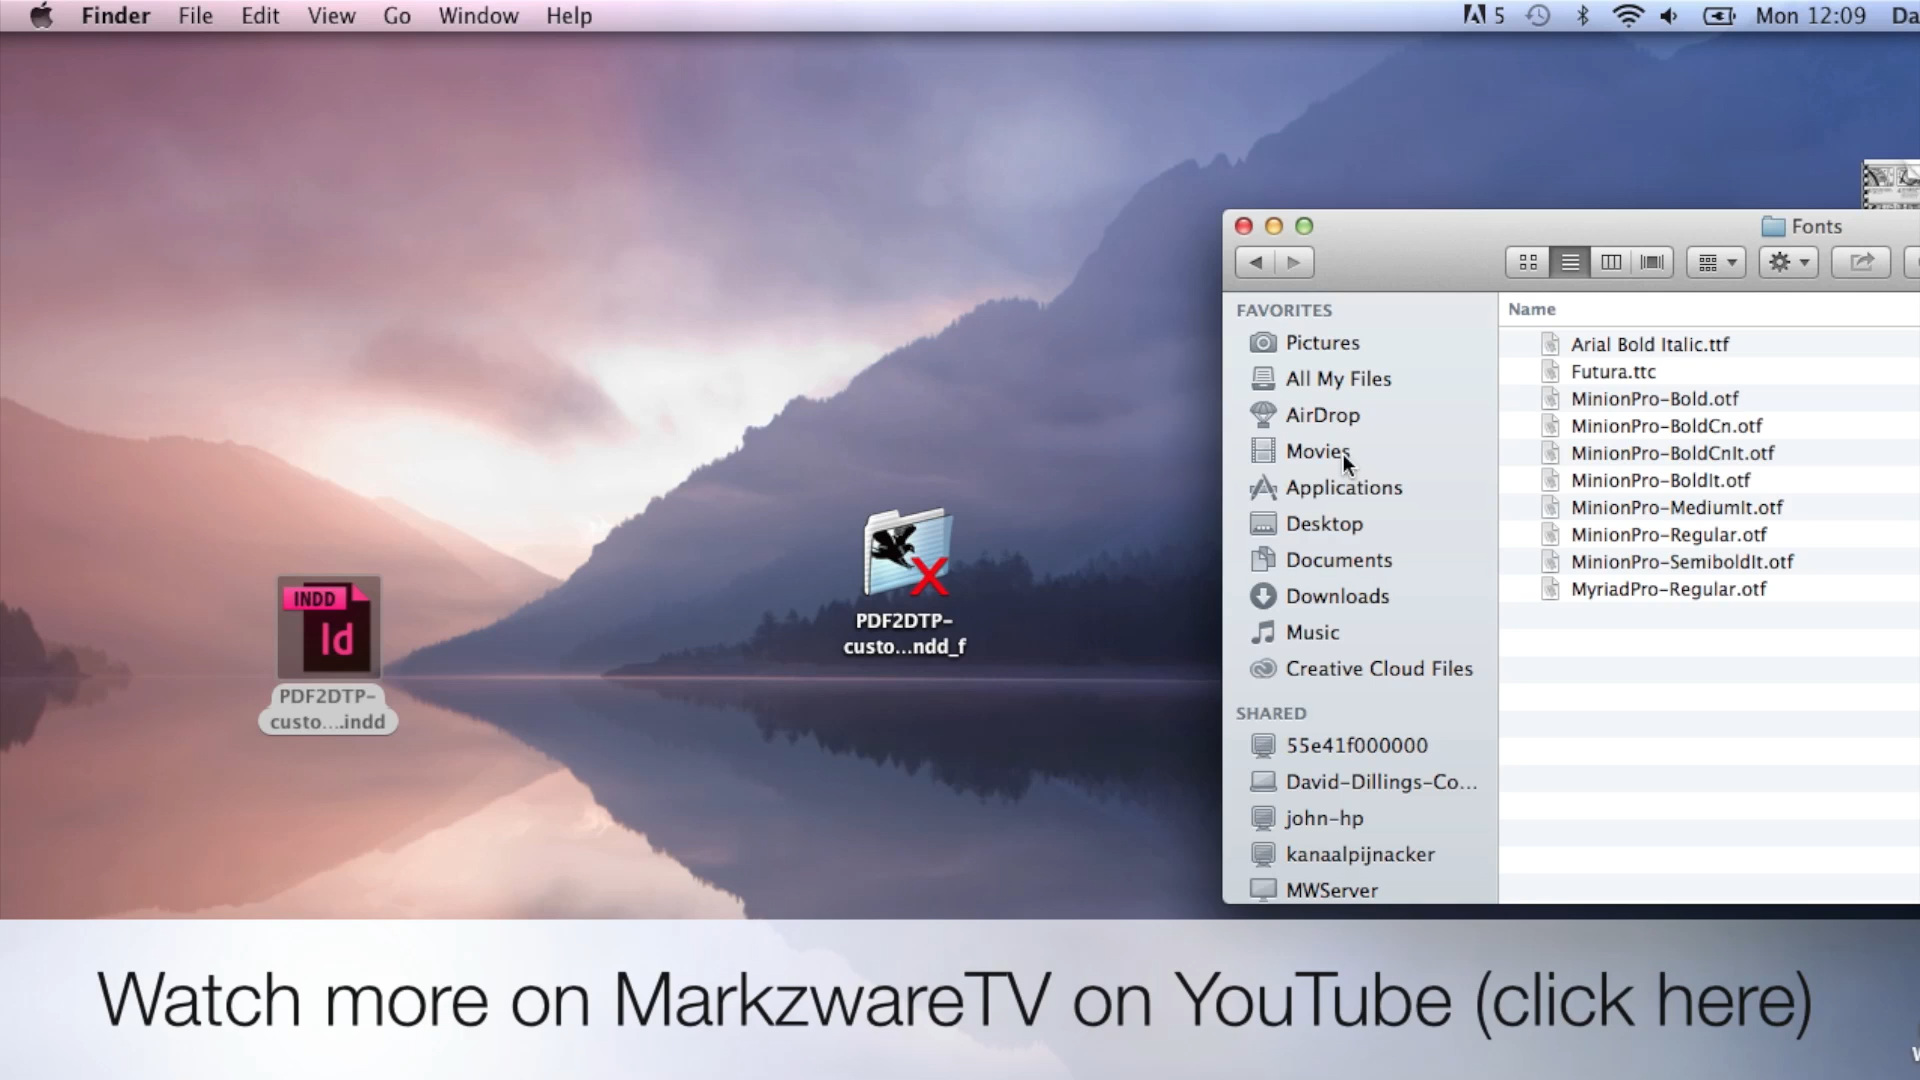 Finder File Edit View Go Window Help
5 Mon 12:09 Da
Fonts
FAVORITES
Pictures
All My Files
AirDrop
Movies
Applications
Desktop
Documents
Downloads
Music
Creative Cloud Files
SHARED
55e41f000000
David-Dillings-Co...
john-hp
kanaalpijnacker
MWServer
Name
Arial Bold Italic.ttf
Futura.ttc
MinionPro-Bold.otf
MinionPro-BoldCn.otf
MinionPro-BoldCnIt.otf
MinionPro-BoldIt.otf
MinionPro-MediumIt.otf
MinionPro-Regular.otf
MinionPro-SemiboldIt.otf
MyriadPro-Regular.otf
PDF2DTP-
custo...ndd_f
INDD
Id
PDF2DTP-
custo....indd
Watch more on MarkzwareTV on YouTube (click here)